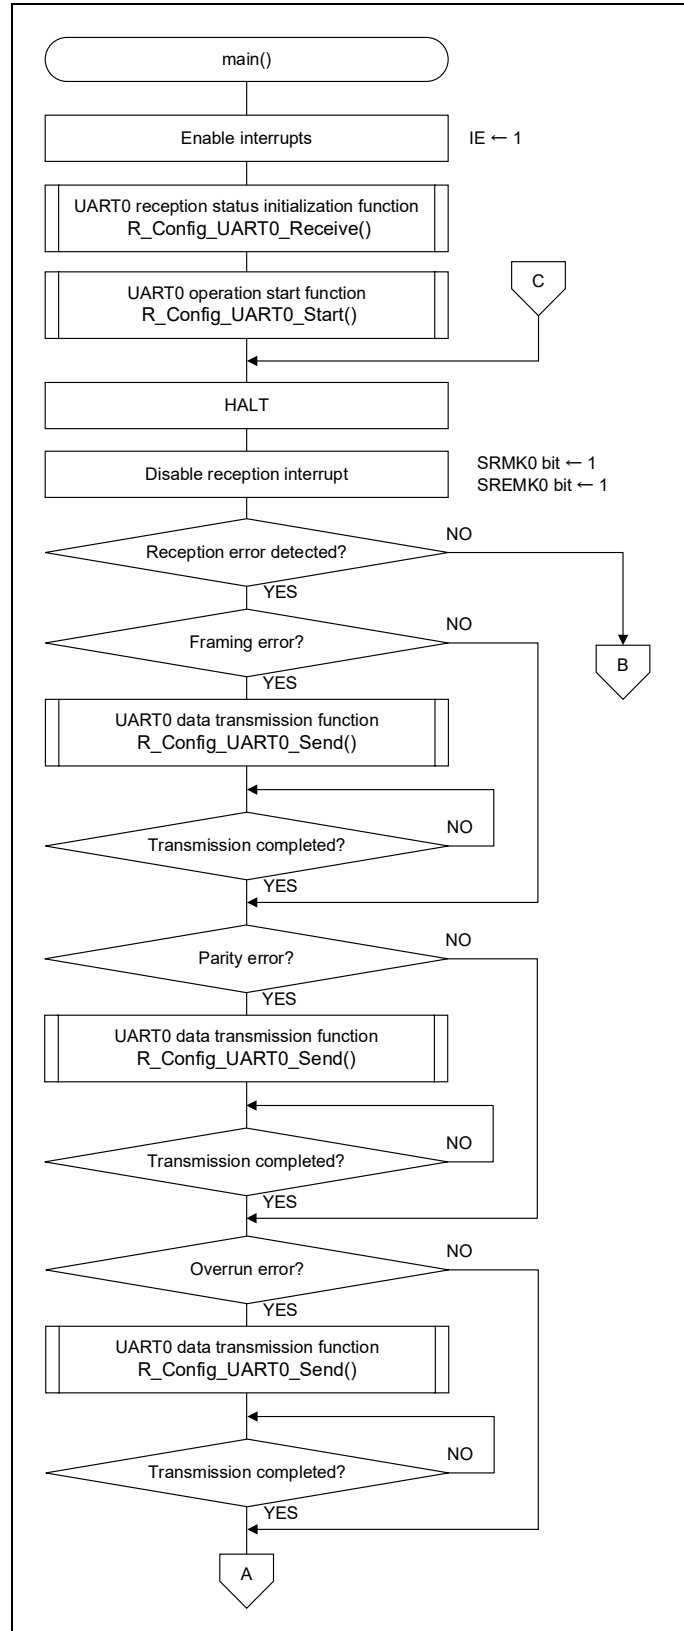 main()
Enable interrupts
IE ← 1
UART0 reception status initialization function
R_Config_UART0_Receive()
C
UART0 operation start function
R_Config_UART0_Start()
HALT
Disable reception interrupt
SRMK0 bit ← 1
SREMK0 bit ← 1
Reception error detected?
NO
YES
Framing error?
NO
B
YES
UART0 data transmission function
R_Config_UART0_Send()
Transmission completed?
NO
YES
Parity error?
NO
YES
UART0 data transmission function
R_Config_UART0_Send()
Transmission completed?
NO
YES
Overrun error?
NO
YES
UART0 data transmission function
R_Config_UART0_Send()
Transmission completed?
NO
YES
A